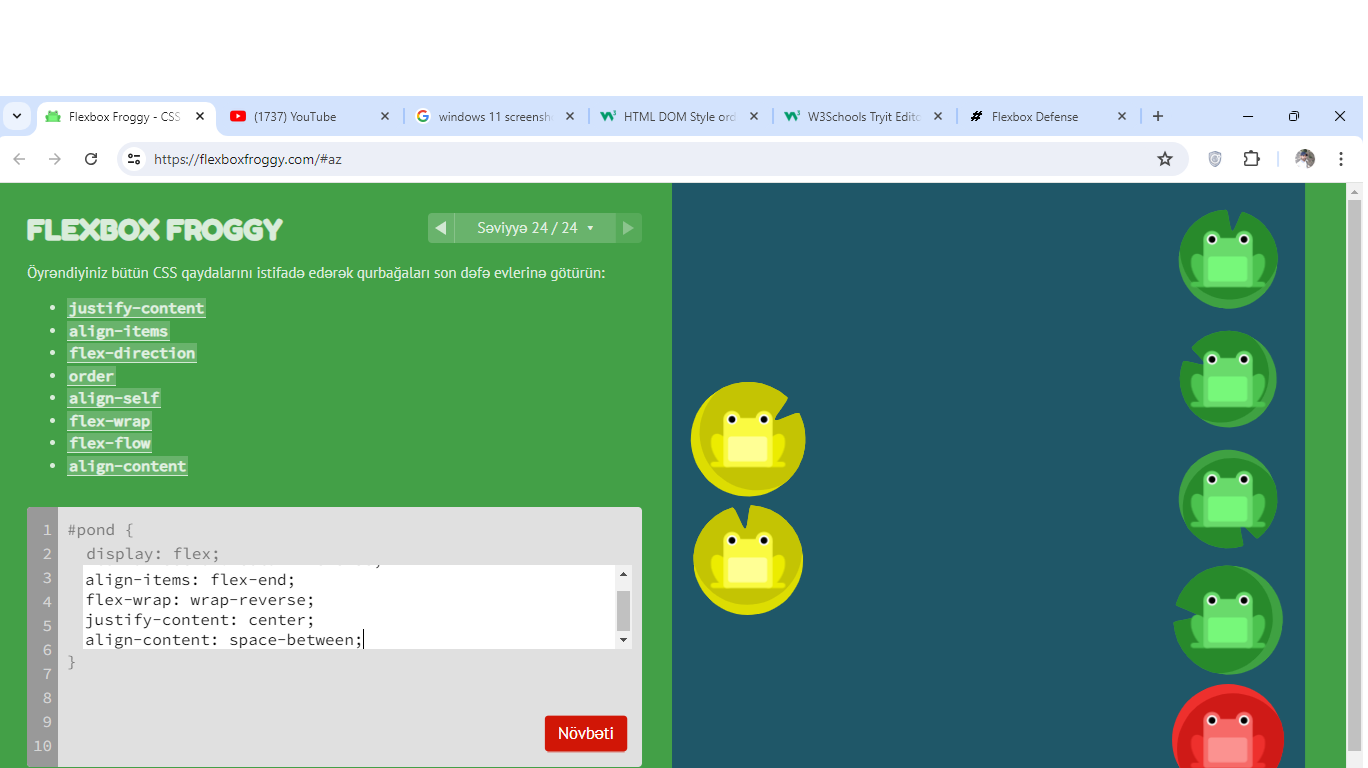 Flexbox Froggy - CSS
(1737) YouTube
windows 11 screensh
HTML DOM Style ord
W3Schools Tryit Edito
Flexbox Defense
https://flexboxfroggy.com/#az
FLEXBOX FROGGY
Səviyyə 24 / 24
Öyrəndiyiniz bütün CSS qaydalarını istifadə edərək qurbağaları son dəfə evlerinə götürün:
justify-content
align-items
flex-direction
order
align-self
flex-wrap
flex-flow
align-content
1 #pond {
2 display: flex;
3 align-items: flex-end;
4 flex-wrap: wrap-reverse;
5 justify-content: center;
6 align-content: space-between;
7 }
8
9
10
Növbəti